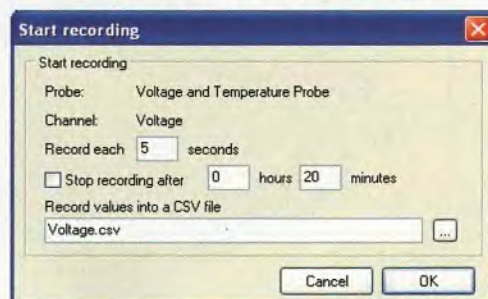 Start recording
Start recording
Probe: Voltage and Temperature Probe
Channel: Voltage
Record each 5 seconds
Stop recording after 0 hours 20 minutes
Record values into a CSV file
Voltage.csv ...
Cancel OK